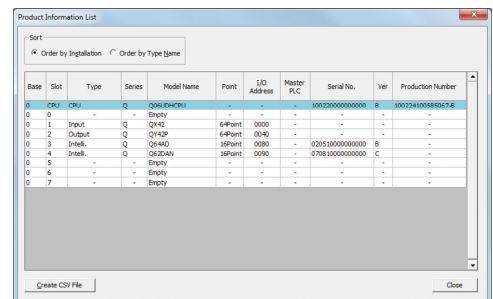 Product Information List
Sort
Order by Installation Order by Type Name
Base Slot Type Series Model Name Point I/O Address Master PLC Serial No. Ver Production Number
0 CPU CPU Q Q06UDHCPU - - - 100220000000000 B 100224100585067-B
0 0 - - Empty - - - - - -
0 1 Input Q QX42 64Point 0000 - - - -
0 2 Output Q QY42P 64Point 0040 - - - -
0 3 Intelli. Q Q64AD 16Point 0080 - 020510000000000 B -
0 4 Intelli. Q Q62DAN 16Point 0090 - 070810000000000 C -
0 5 - - Empty - - - - - -
0 6 - - Empty - - - - - -
0 7 - - Empty - - - - - -
Create CSV File Close